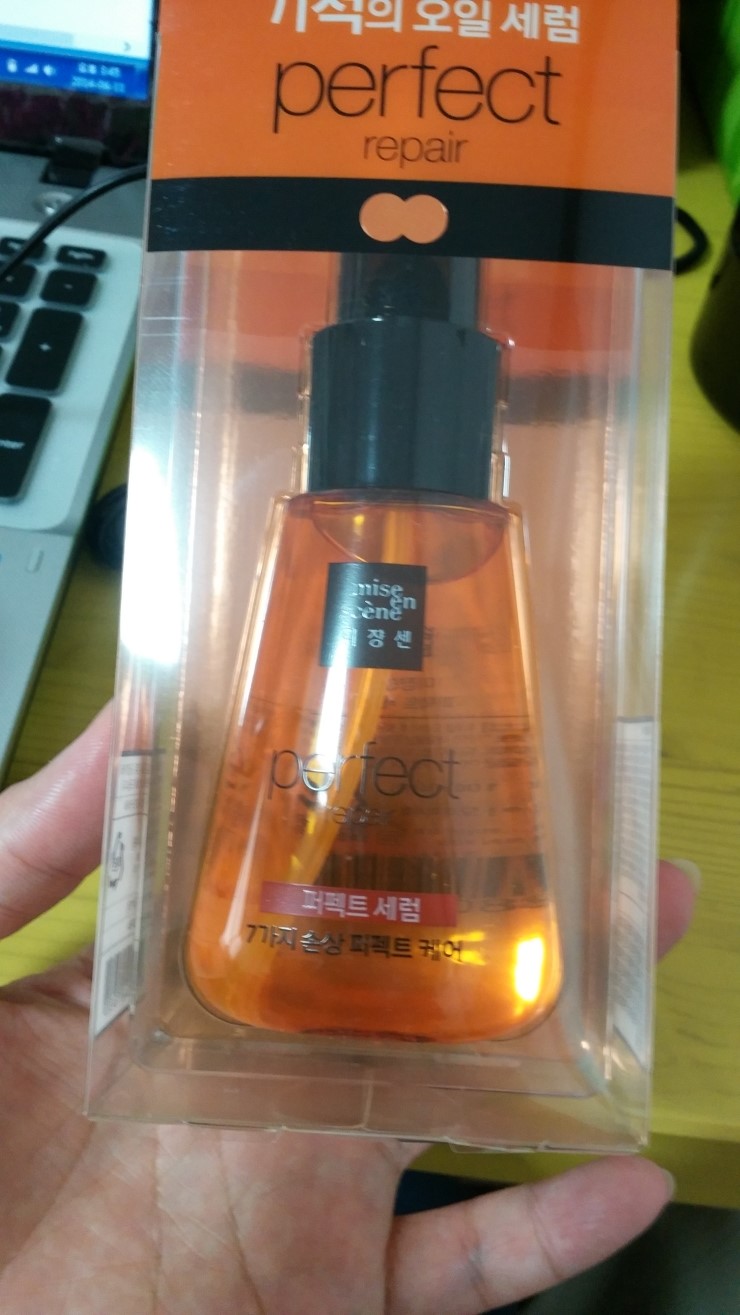 기적의 오일 세럼
perfect
repair
mise
en
scène
미장센
perfect
repair
퍼펙트 세럼
7가지 손상 퍼펙트 케어